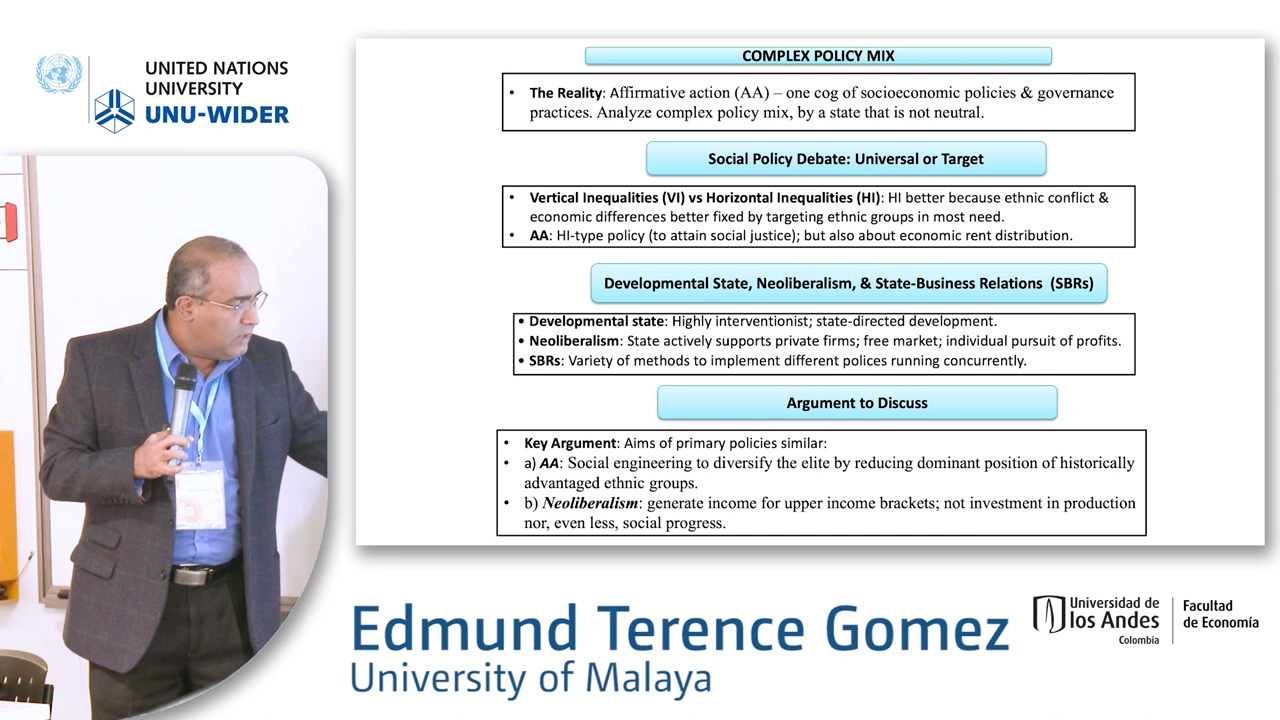 UNITED NATIONS
UNIVERSITY
UNU-WIDER
COMPLEX POLICY MIX
• The Reality: Affirmative action (AA) – one cog of socioeconomic policies & governance
practices. Analyze complex policy mix, by a state that is not neutral.
Social Policy Debate: Universal or Target
• Vertical Inequalities (VI) vs Horizontal Inequalities (HI): HI better because ethnic conflict &
economic differences better fixed by targeting ethnic groups in most need.
• AA: HI-type policy (to attain social justice); but also about economic rent distribution.
Developmental State, Neoliberalism, & State-Business Relations (SBRs)
• Developmental state: Highly interventionist; state-directed development.
• Neoliberalism: State actively supports private firms; free market; individual pursuit of profits.
• SBRs: Variety of methods to implement different polices running concurrently.
Argument to Discuss
• Key Argument: Aims of primary policies similar:
• a) AA: Social engineering to diversify the elite by reducing dominant position of historically
advantaged ethnic groups.
• b) Neoliberalism: generate income for upper income brackets; not investment in production
nor, even less, social progress.
Edmund Terence Gomez
University of Malaya
Universidad de
los Andes
Colombia
Facultad
de Economía